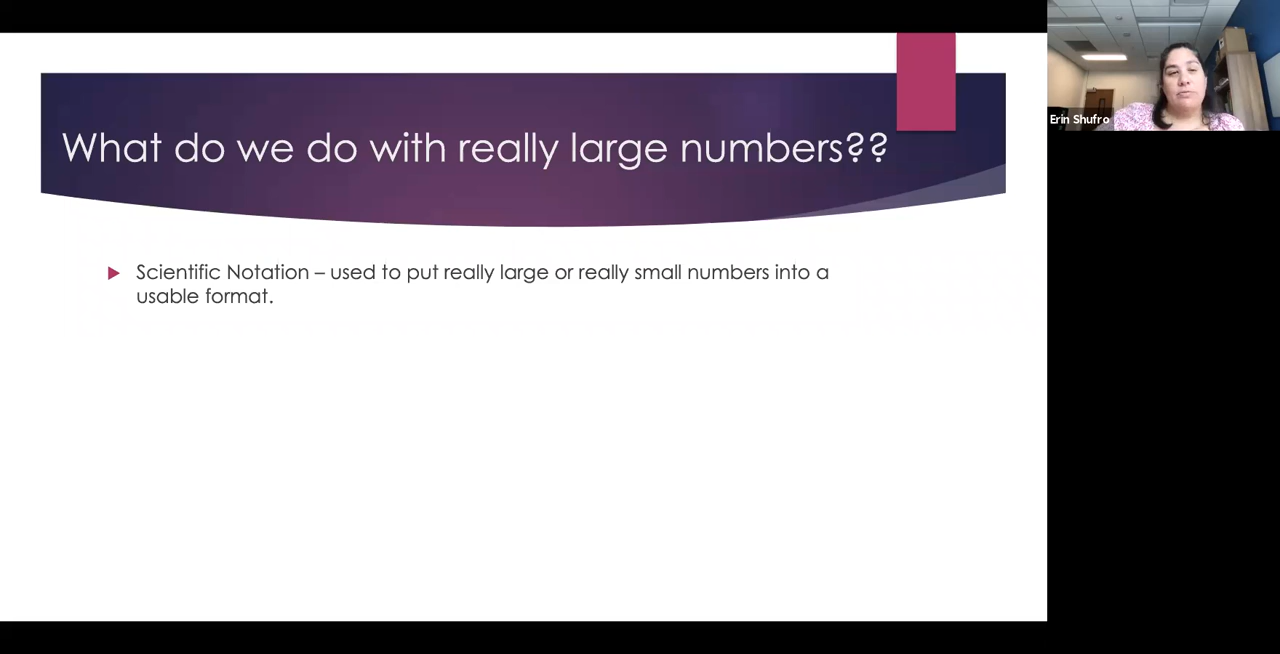 What do we do with really large numbers??
Scientific Notation – used to put really large or really small numbers into a
usable format.
Erin Shufro